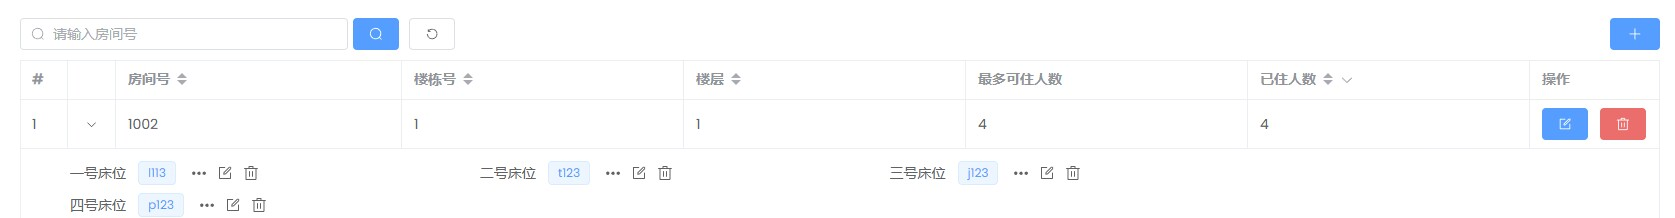 请输入房间号
# 房间号 楼栋号 楼层 最多可住人数 已住人数 操作
1 1002 1 1 4 4
一号床位 l113 ••• 二号床位 t123 ••• 三号床位 j123 •••
四号床位 p123 •••